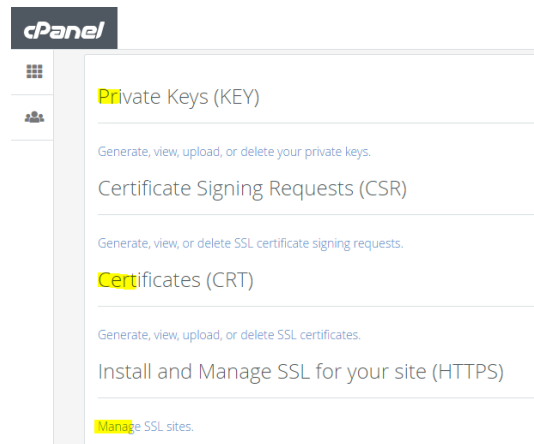 cPanel
Private Keys (KEY)
Generate, view, upload, or delete your private keys.
Certificate Signing Requests (CSR)
Generate, view, or delete SSL certificate signing requests.
Certificates (CRT)
Generate, view, upload, or delete SSL certificates.
Install and Manage SSL for your site (HTTPS)
Manage SSL sites.